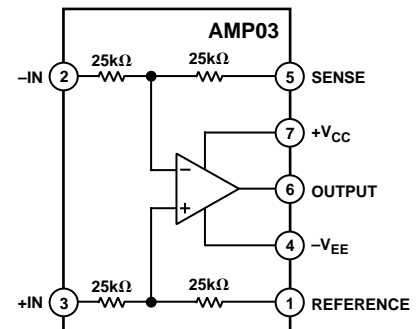 AMP03
–IN 2 25kΩ 25kΩ 5 SENSE
7 +VCC
–
6 OUTPUT
+
4 –VEE
+IN 3 25kΩ 25kΩ 1 REFERENCE